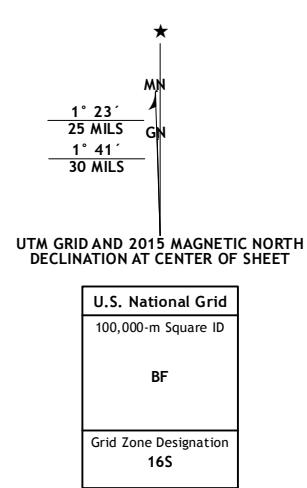 ★
MN
1° 23´
25 MILS
GN
1° 41´
30 MILS
UTM GRID AND 2015 MAGNETIC NORTH
DECLINATION AT CENTER OF SHEET
U.S. National Grid
100,000-m Square ID
BF
Grid Zone Designation
16S